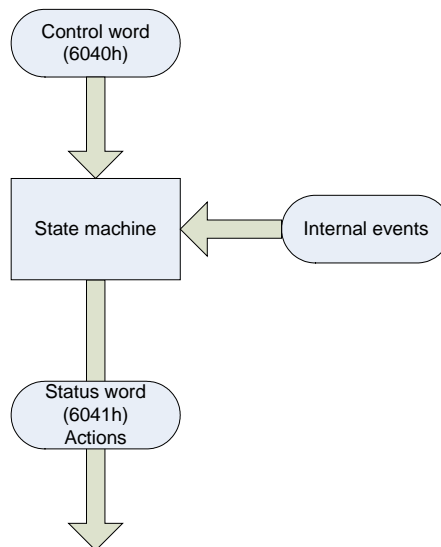 Control word
(6040h)
State machine
Internal events
Status word
(6041h)
Actions